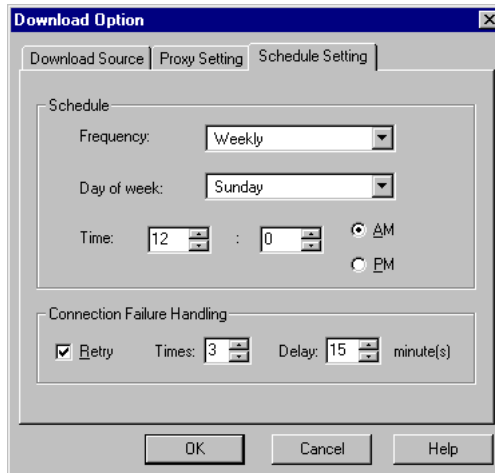 Download Option
Download Source Proxy Setting Schedule Setting
Schedule
Frequency: Weekly
Day of week: Sunday
Time: 12 : 0 AM
PM
Connection Failure Handling
Retry Times: 3 Delay: 15 minute(s)
OK Cancel Help